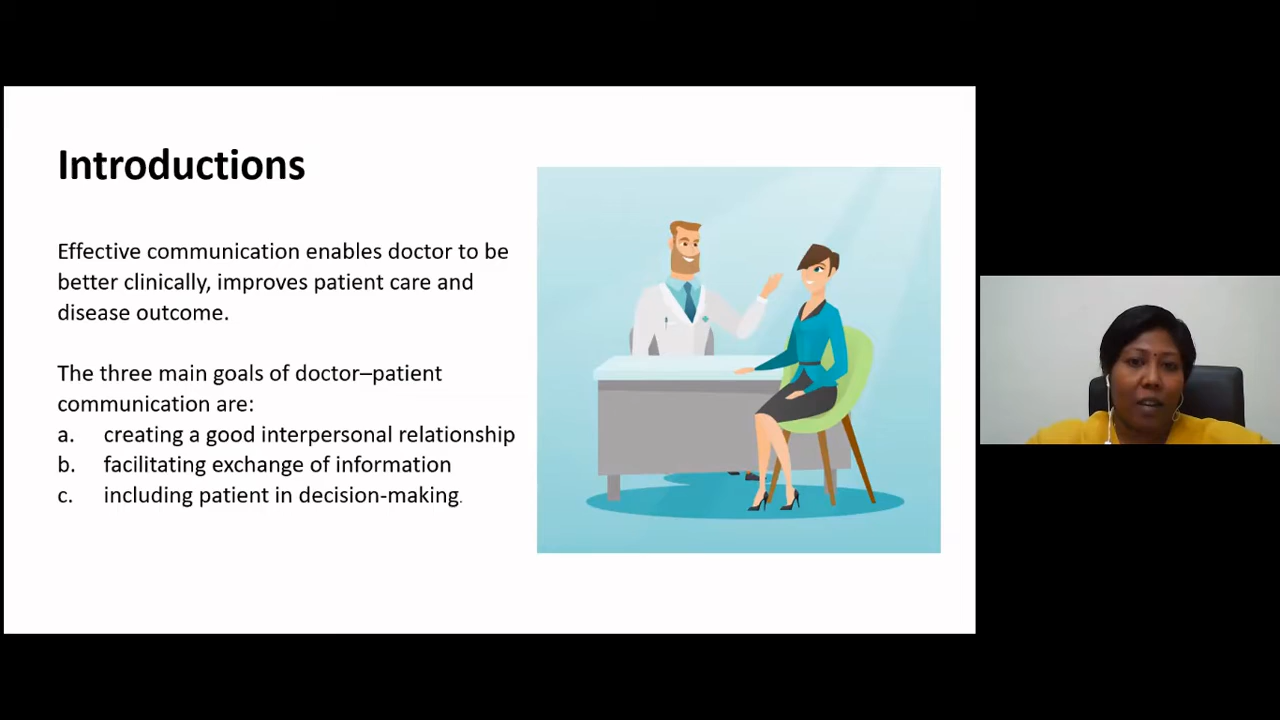 Introductions
Effective communication enables doctor to be
better clinically, improves patient care and
disease outcome.
The three main goals of doctor–patient
communication are:
a. creating a good interpersonal relationship
b. facilitating exchange of information
c. including patient in decision-making.